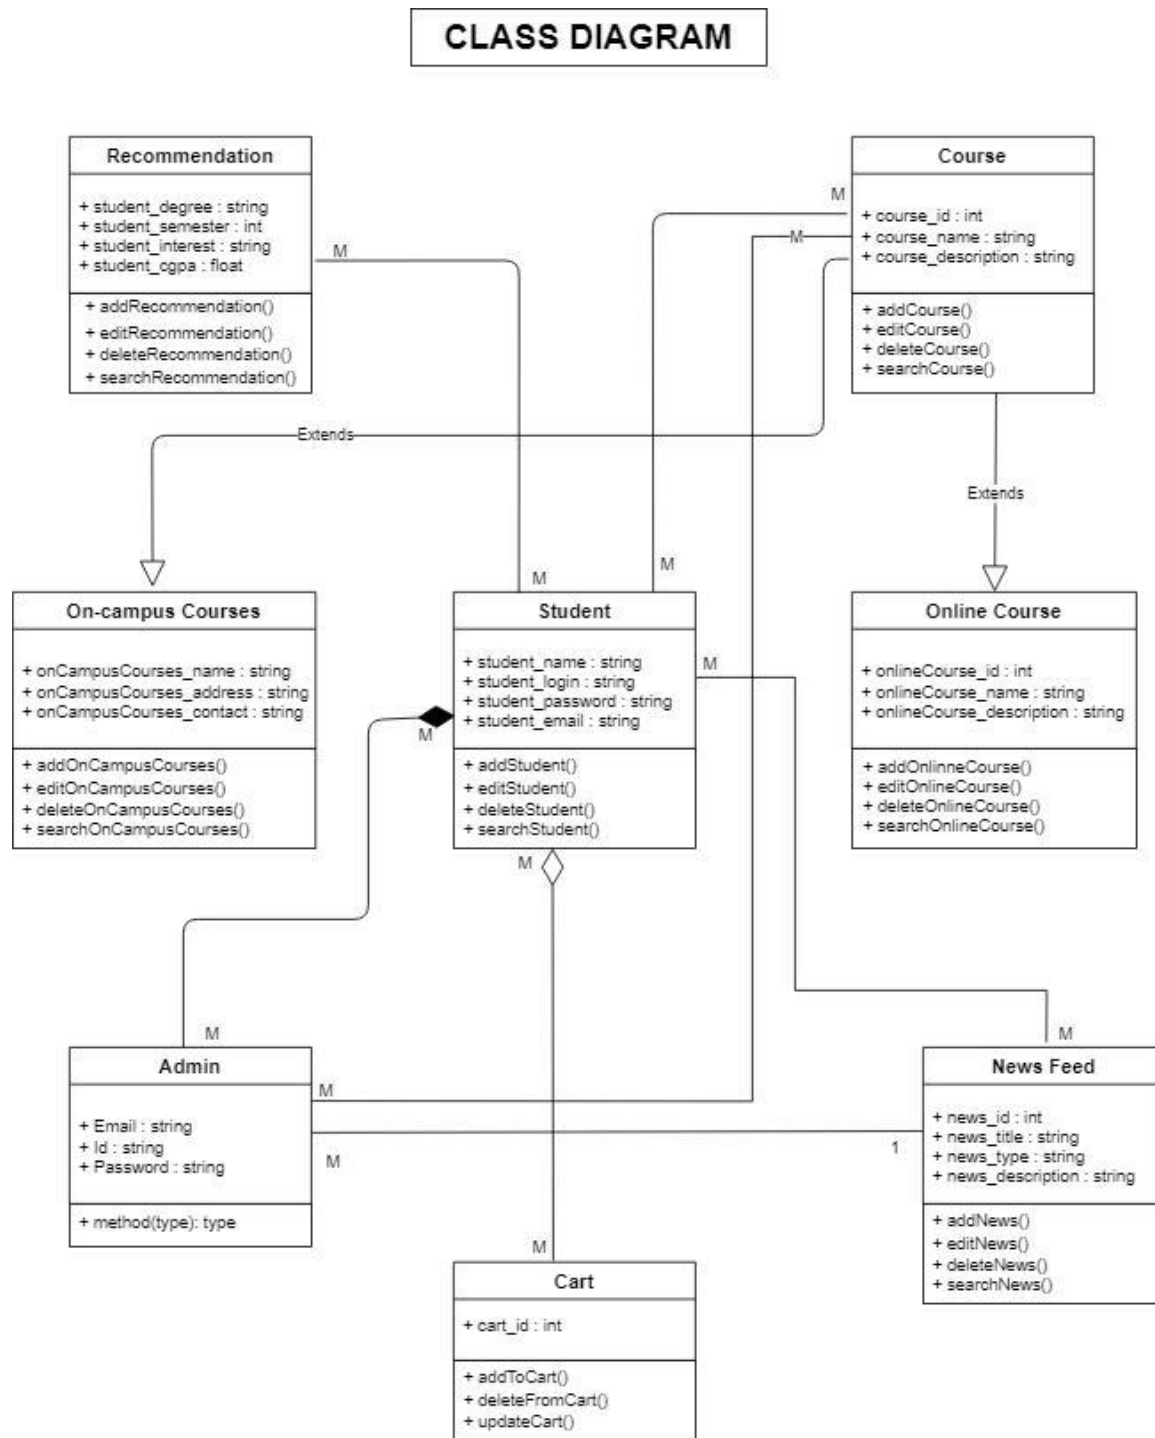 CLASS DIAGRAM
Recommendation
+ student_degree : string
+ student_semester : int
+ student_interest : string
+ student_cgpa : float
+ addRecommendation()
+ editRecommendation()
+ deleteRecommendation()
+ searchRecommendation()
M
Course
+ course_id : int
+ course_name : string
+ course_description : string
+ addCourse()
+ editCourse()
+ deleteCourse()
+ searchCourse()
M
M
Extends
Extends
On-campus Courses
+ onCampusCourses_name : string
+ onCampusCourses_address : string
+ onCampusCourses_contact : string
+ addOnCampusCourses()
+ editOnCampusCourses()
+ deleteOnCampusCourses()
+ searchOnCampusCourses()
M
M
Student
+ student_name : string
+ student_login : string
+ student_password : string
+ student_email : string
+ addStudent()
+ editStudent()
+ deleteStudent()
+ searchStudent()
M
M
M
Online Course
+ onlineCourse_id : int
+ onlineCourse_name : string
+ onlineCourse_description : string
+ addOnlinneCourse()
+ editOnlineCourse()
+ deleteOnlineCourse()
+ searchOnlineCourse()
M
Admin
+ Email : string
+ Id : string
+ Password : string
+ method(type): type
M
M
1
M
News Feed
+ news_id : int
+ news_title : string
+ news_type : string
+ news_description : string
+ addNews()
+ editNews()
+ deleteNews()
+ searchNews()
M
Cart
+ cart_id : int
+ addToCart()
+ deleteFromCart()
+ updateCart()